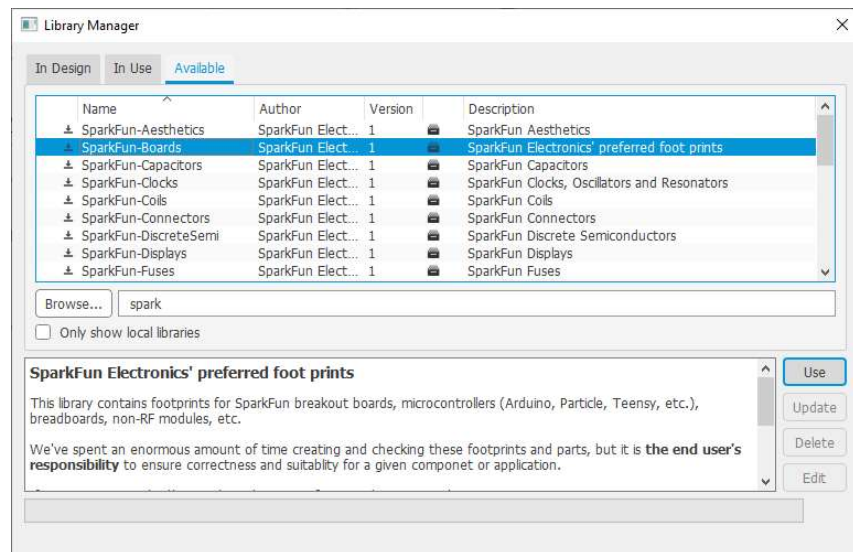 Library Manager
In Design In Use Available
Name Author Version Description
SparkFun-Aesthetics SparkFun Elect... 1 SparkFun Aesthetics
SparkFun-Boards SparkFun Elect... 1 SparkFun Electronics' preferred foot prints
SparkFun-Capacitors SparkFun Elect... 1 SparkFun Capacitors
SparkFun-Clocks SparkFun Elect... 1 SparkFun Clocks, Oscillators and Resonators
SparkFun-Coils SparkFun Elect... 1 SparkFun Coils
SparkFun-Connectors SparkFun Elect... 1 SparkFun Connectors
SparkFun-DiscreteSemi SparkFun Elect... 1 SparkFun Discrete Semiconductors
SparkFun-Displays SparkFun Elect... 1 SparkFun Displays
SparkFun-Fuses SparkFun Elect... 1 SparkFun Fuses
Browse... spark
Only show local libraries
SparkFun Electronics' preferred foot prints
This library contains footprints for SparkFun breakout boards, microcontrollers (Arduino, Particle, Teensy, etc.),
breadboards, non-RF modules, etc.
We've spent an enormous amount of time creating and checking these footprints and parts, but it is the end user's
responsibility to ensure correctness and suitablity for a given componet or application.
Use
Update
Delete
Edit